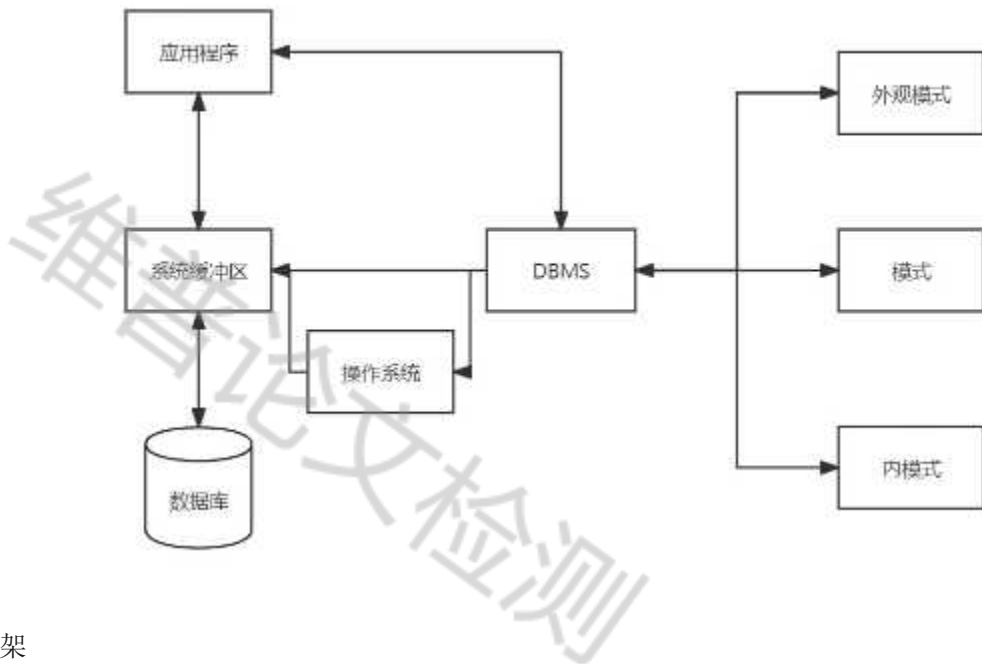 应用程序
外观模式
系统缓冲区
DBMS
模式
操作系统
内模式
数据库
维普论文检测
架